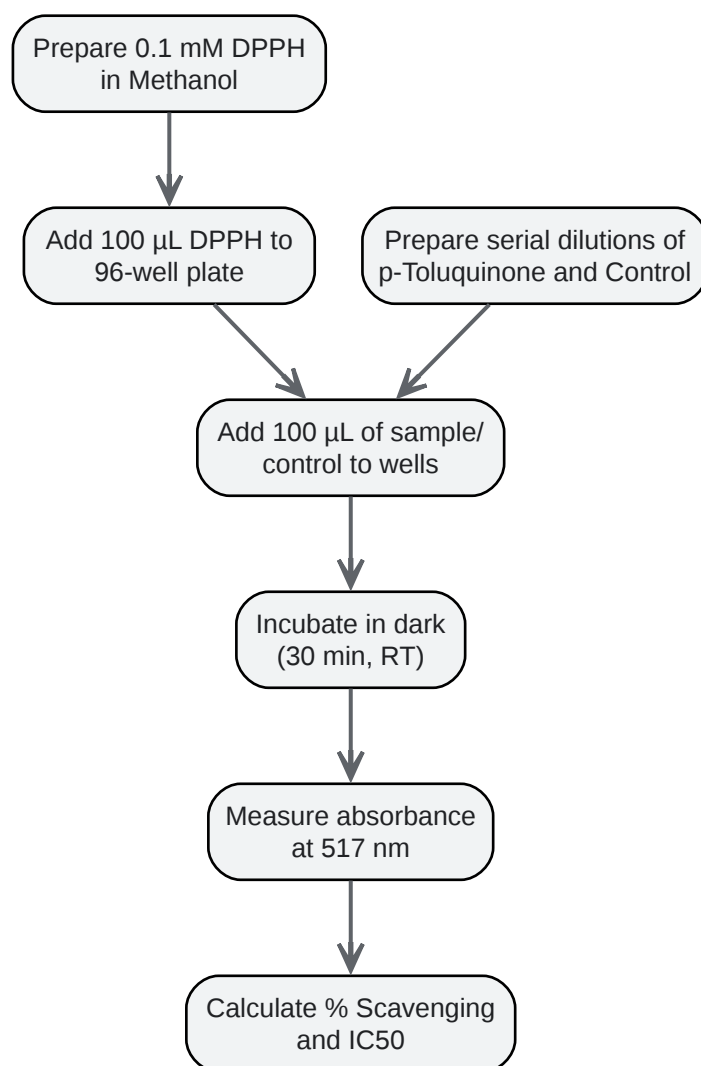 Prepare 0.1 mM DPPH
in Methanol
Add 100 µL DPPH to
96-well plate
Prepare serial dilutions of
p-Toluquinone and Control
Add 100 µL of sample/
control to wells
Incubate in dark
(30 min, RT)
Measure absorbance
at 517 nm
Calculate % Scavenging
and IC50